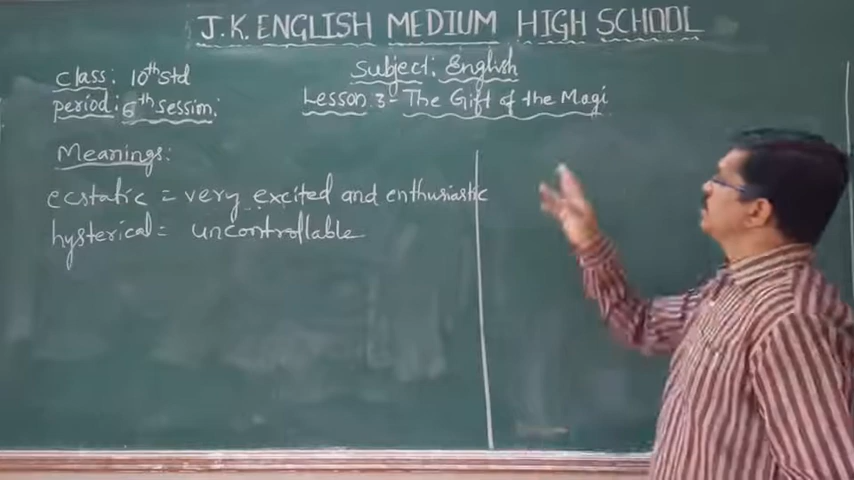 J.K. ENGLISH MEDIUM HIGH SCHOOL
Class: 10th Std
Subject: English
period: 6th Session.
Lesson: 3- The Gift of the Magi
Meanings:
ecstatic = very excited and enthusiastic
hysterical = uncontrollable